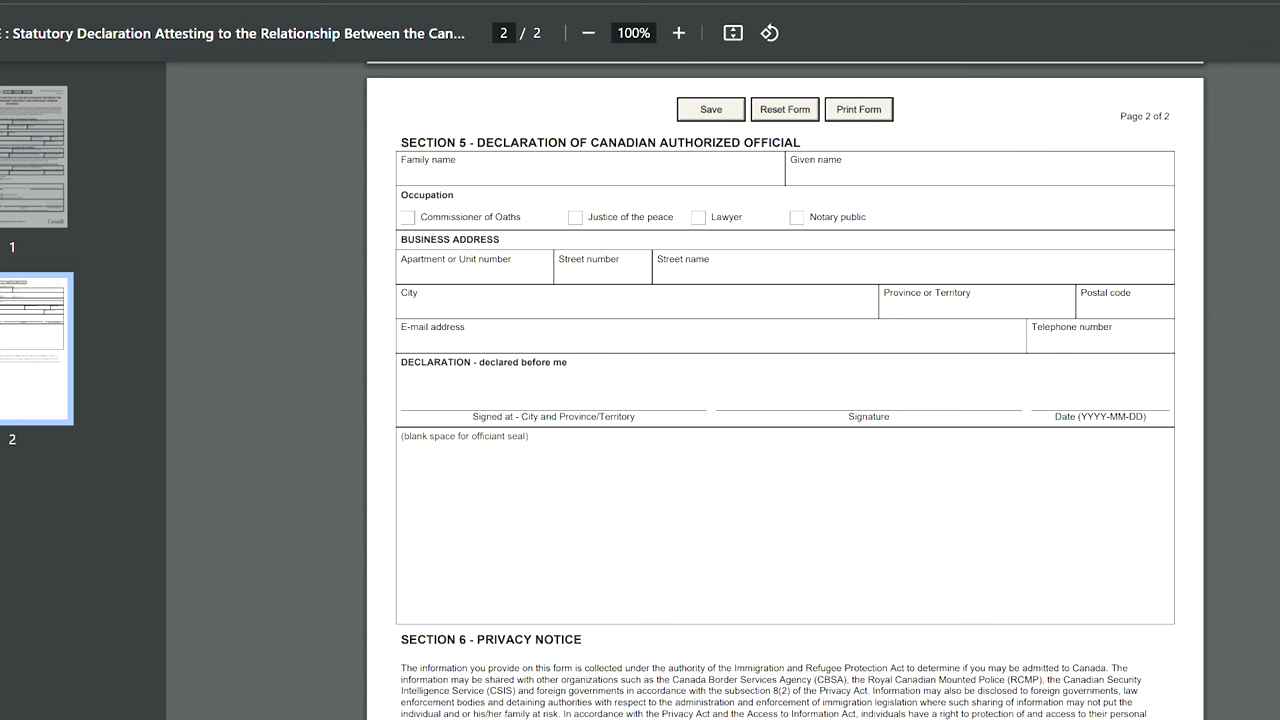 : Statutory Declaration Attesting to the Relationship Between the Can...
2 / 2
100%
Save
Reset Form
Print Form
Page 2 of 2
SECTION 5 - DECLARATION OF CANADIAN AUTHORIZED OFFICIAL
Family name
Given name
Occupation
Commissioner of Oaths
Justice of the peace
Lawyer
Notary public
BUSINESS ADDRESS
Apartment or Unit number
Street number
Street name
City
Province or Territory
Postal code
E-mail address
Telephone number
DECLARATION - declared before me
Signed at - City and Province/Territory
Signature
Date (YYYY-MM-DD)
(blank space for officiant seal)
SECTION 6 - PRIVACY NOTICE
The information you provide on this form is collected under the authority of the Immigration and Refugee Protection Act to determine if you may be admitted to Canada. The
information may be shared with other organizations such as the Canada Border Services Agency (CBSA), the Royal Canadian Mounted Police (RCMP), the Canadian Security
Intelligence Service (CSIS) and foreign governments in accordance with the subsection 8(2) of the Privacy Act. Information may also be disclosed to foreign governments, law
enforcement bodies and detaining authorities with respect to the administration and enforcement of immigration legislation where such sharing of information may not put the
individual and or his/her family at risk. In accordance with the Privacy Act and the Access to Information Act, individuals have a right to protection of and access to their personal
1
2